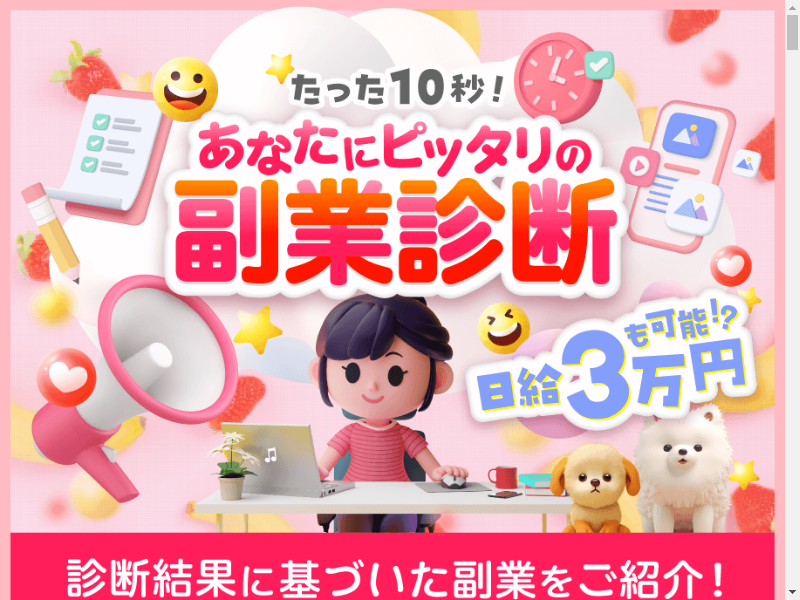 たった10秒！
あなたにピッタリの
副業診断
日給3万円
も可能!?
診断結果に基づいた副業をご紹介！